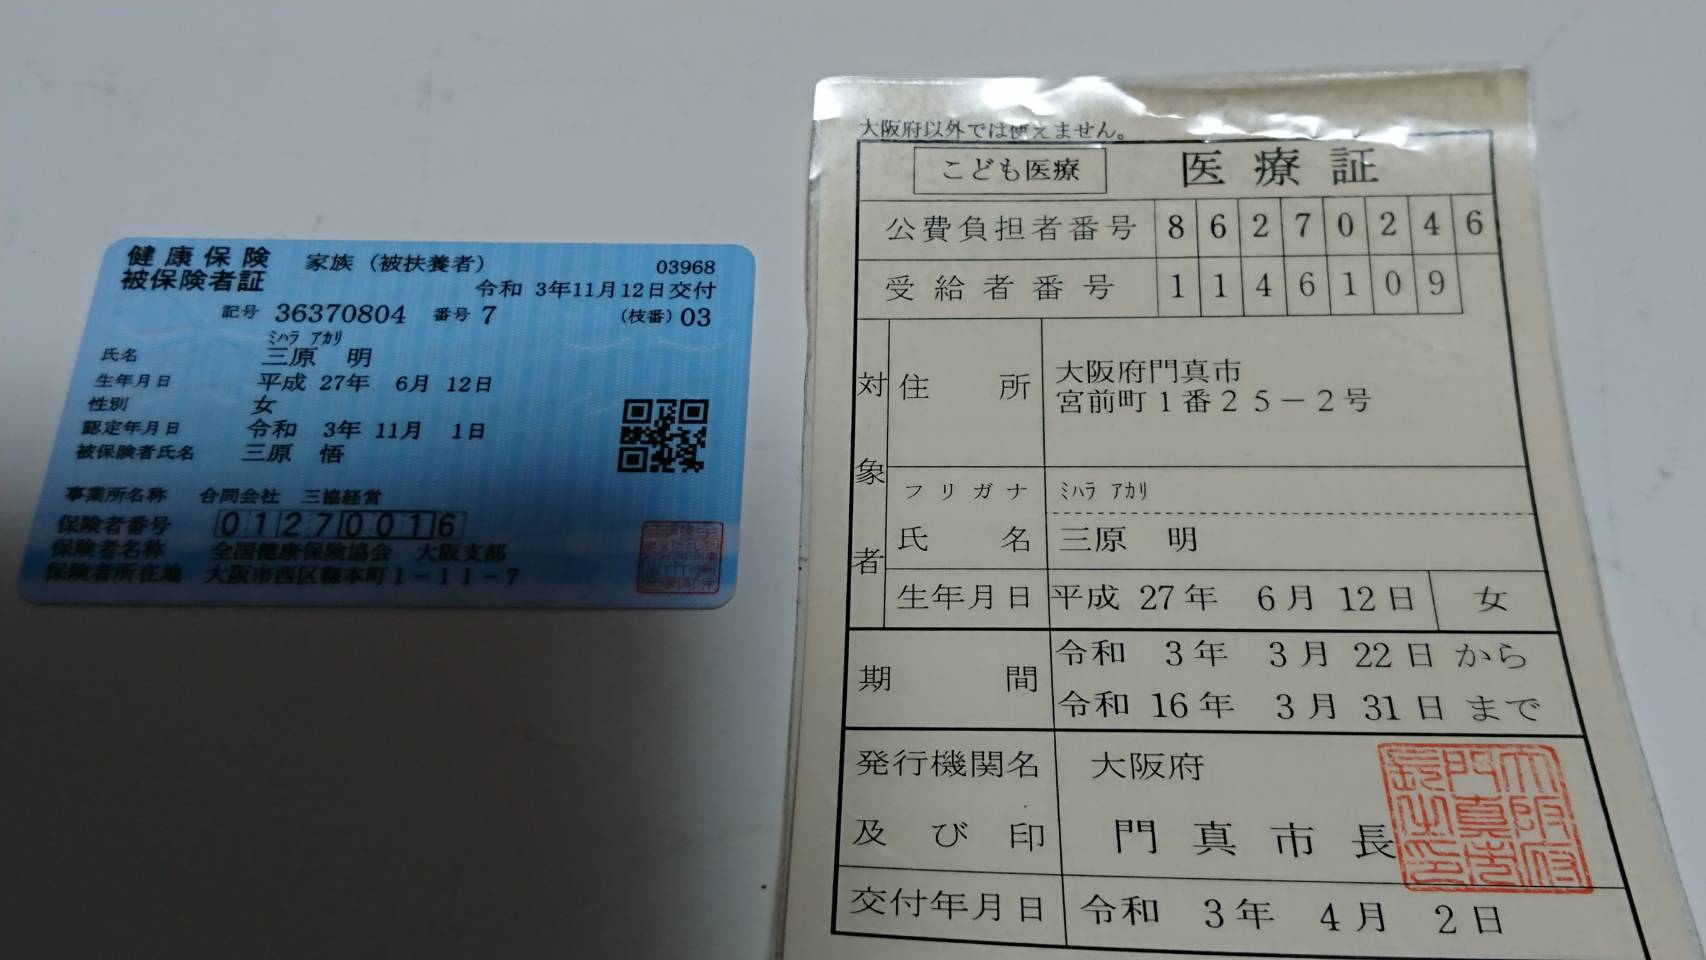 健康保険
被保険者証
家族（被扶養者）
03968
令和 3年11月12日交付
記号 36370804 番号 7 （枝番）03
ﾐﾊﾗ ｱｶﾘ
氏名 三原 明
生年月日 平成 27年 6月 12日
性別 女
認定年月日 令和 3年 11月 1日
被保険者氏名 三原 悟
事業所名称 合同会社 三協経営
保険者番号 01270016
保険者名称 全国健康保険協会 大阪支部
保険者所在地 大阪市西区靱本町1-11-7
大阪府以外では使えません。
こども医療 医療証
公費負担者番号 86270246
受給者番号 1146109
対象者
住所 大阪府門真市
宮前町1番25-2号
フリガナ ﾐﾊﾗ ｱｶﾘ
氏名 三原 明
生年月日 平成 27年 6月 12日 女
期間 令和 3年 3月 22日 から
令和 16年 3月 31日 まで
発行機関名 大阪府
及び印 門真市長
大阪府門真市長之印
交付年月日 令和 3年 4月 2日